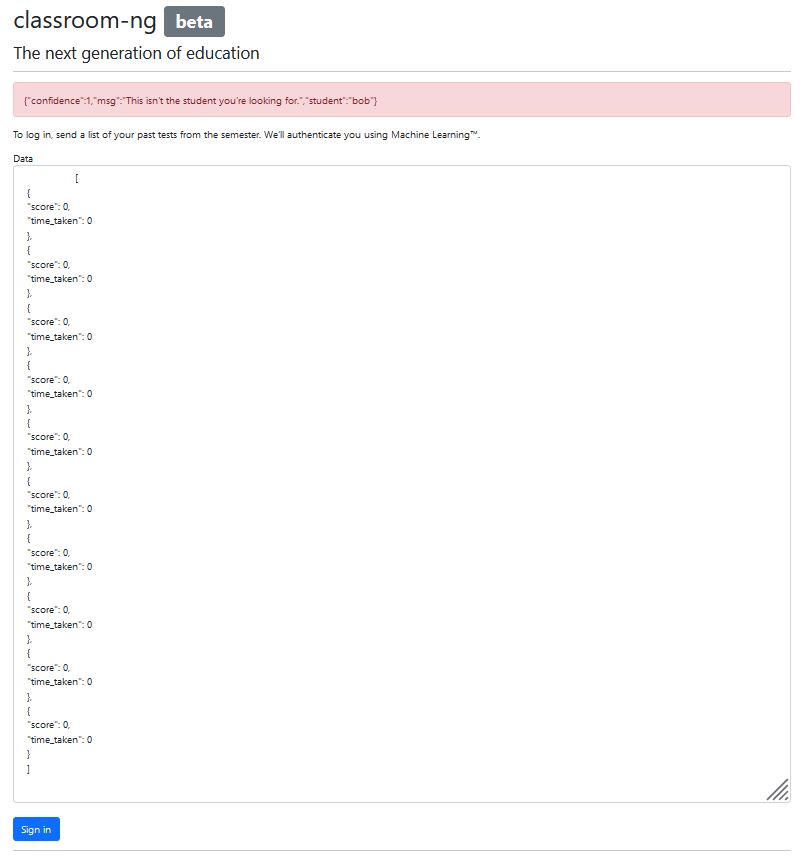 classroom-ng beta
The next generation of education
{"confidence":1,"msg":"This isn't the student you're looking for.","student":"bob"}
To log in, send a list of your past tests from the semester. We'll authenticate you using Machine Learning™.
Data
[
{
"score": 0,
"time_taken": 0
},
{
"score": 0,
"time_taken": 0
},
{
"score": 0,
"time_taken": 0
},
{
"score": 0,
"time_taken": 0
},
{
"score": 0,
"time_taken": 0
},
{
"score": 0,
"time_taken": 0
},
{
"score": 0,
"time_taken": 0
},
{
"score": 0,
"time_taken": 0
},
{
"score": 0,
"time_taken": 0
},
{
"score": 0,
"time_taken": 0
}
]
Sign in